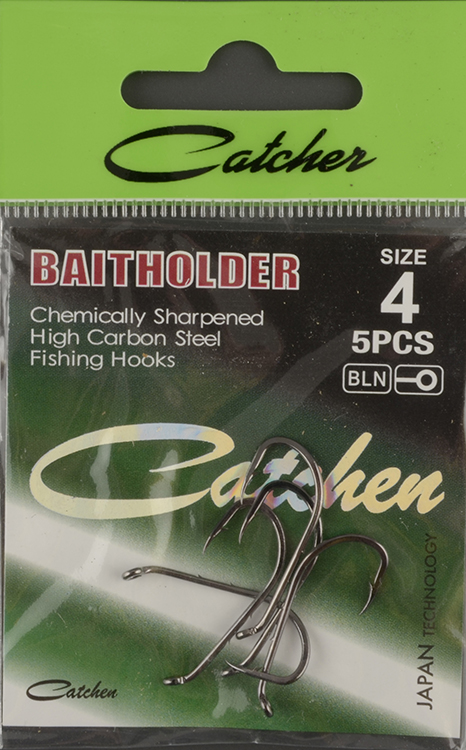 Catcher
BAITHOLDER
Chemically Sharpened
High Carbon Steel
Fishing Hooks
SIZE
4
5PCS
BLN
Catchen
JAPAN TECHNOLOGY
Catchen